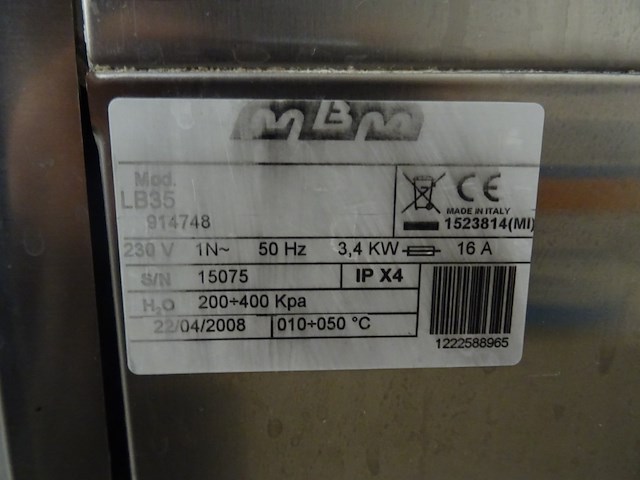 MBM
Mod.
LB35
914748
CE
MADE IN ITALY
1523814(MI)
230 V 1N~ 50 Hz 3,4 KW 16 A
S/N 15075 IP X4
H₂O 200÷400 Kpa
22/04/2008 010÷050 °C
1222588965